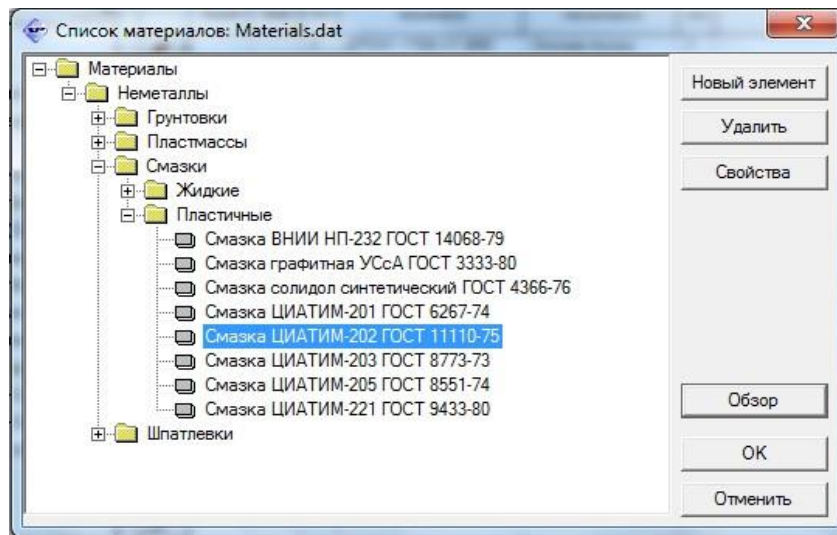 Список материалов: Materials.dat
Материалы
Неметаллы
Грунтовки
Пластмассы
Смазки
Жидкие
Пластичные
Смазка ВНИИ НП-232 ГОСТ 14068-79
Смазка графитная УСсА ГОСТ 3333-80
Смазка солидол синтетический ГОСТ 4366-76
Смазка ЦИАТИМ-201 ГОСТ 6267-74
Смазка ЦИАТИМ-202 ГОСТ 11110-75
Смазка ЦИАТИМ-203 ГОСТ 8773-73
Смазка ЦИАТИМ-205 ГОСТ 8551-74
Смазка ЦИАТИМ-221 ГОСТ 9433-80
Шпатлевки
Новый элемент
Удалить
Свойства
Обзор
OK
Отменить